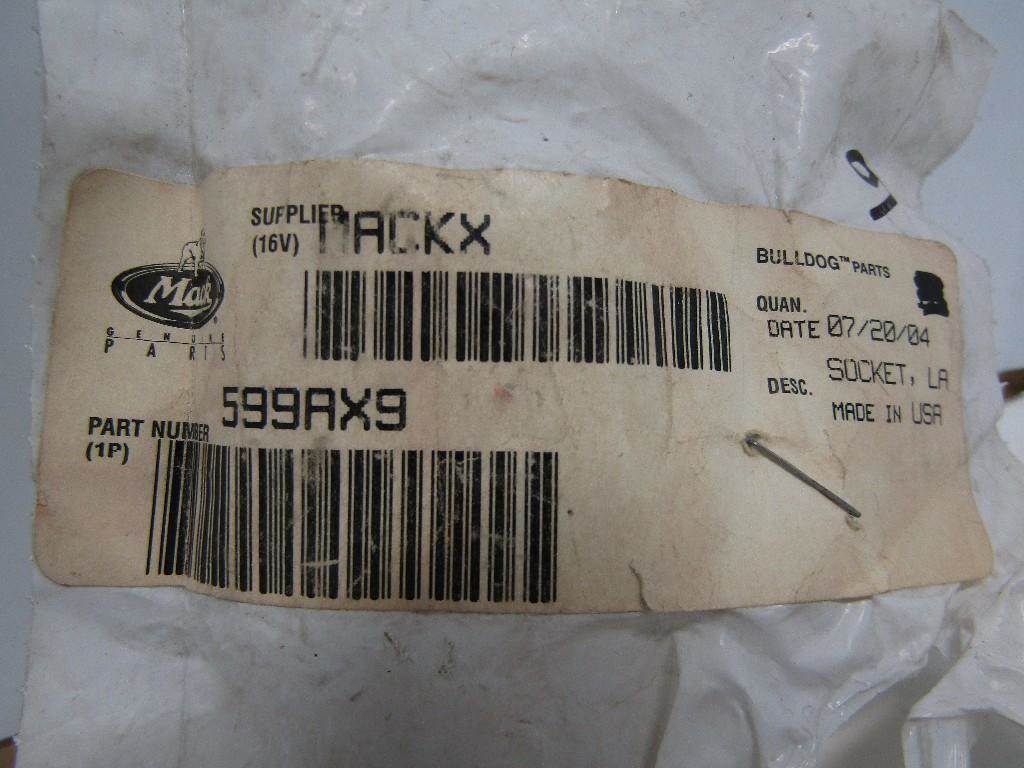 SUPPLIER
(16V)
MACKX
Mack
GENUINE
PARTS
BULLDOG™ PARTS
QUAN.
DATE 07/20/04
DESC. SOCKET, LA
MADE IN USA
PART NUMBER
(1P)
599AX9